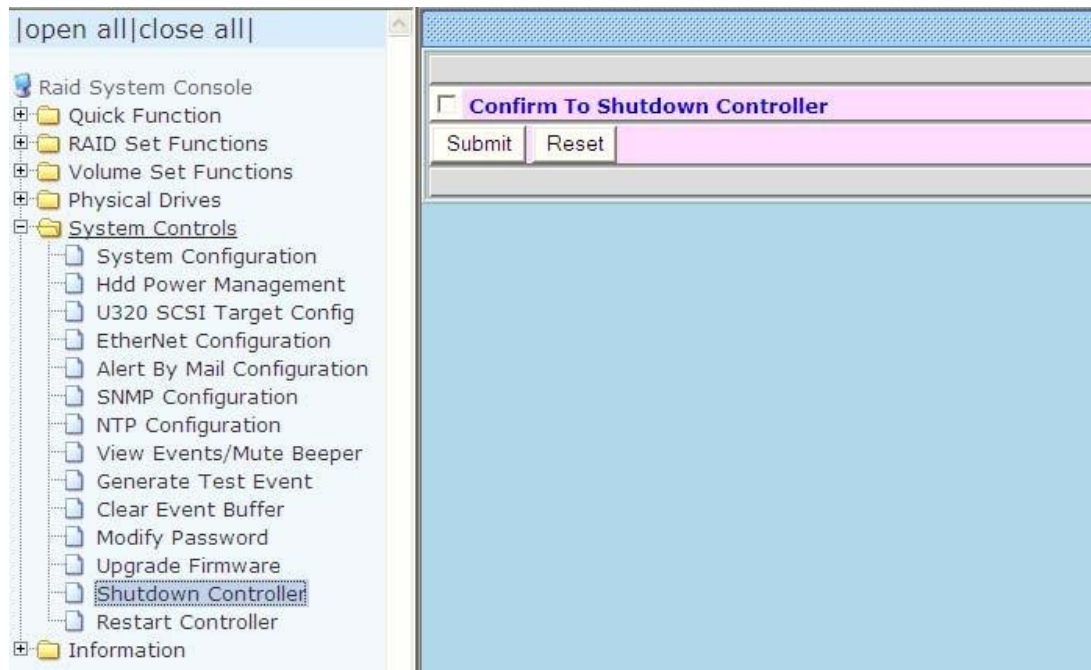 |open all|close all|
Raid System Console
Quick Function
RAID Set Functions
Volume Set Functions
Physical Drives
System Controls
System Configuration
Hdd Power Management
U320 SCSI Target Config
EtherNet Configuration
Alert By Mail Configuration
SNMP Configuration
NTP Configuration
View Events/Mute Beeper
Generate Test Event
Clear Event Buffer
Modify Password
Upgrade Firmware
Shutdown Controller
Restart Controller
Information
Confirm To Shutdown Controller
Submit Reset